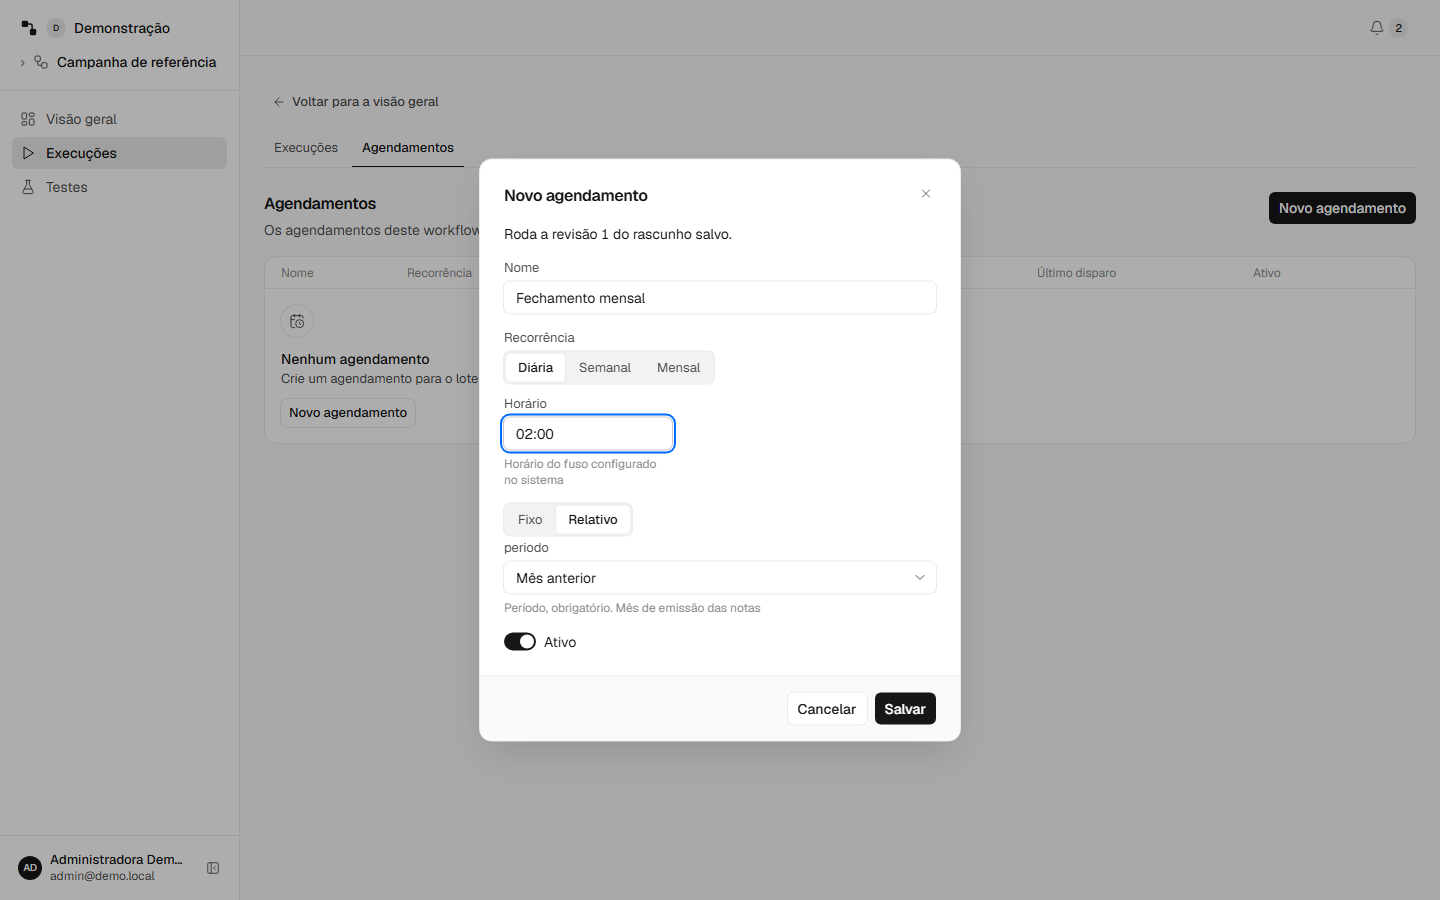 D Demonstração
Campanha de referência
2
Visão geral
Execuções
Testes
Voltar para a visão geral
Execuções Agendamentos
Agendamentos
Novo agendamento
Os agendamentos deste workflow
Nome Recorrência Último disparo Ativo
Nenhum agendamento
Crie um agendamento para o lote
Novo agendamento
Novo agendamento
Roda a revisão 1 do rascunho salvo.
Nome
Fechamento mensal
Recorrência
Diária Semanal Mensal
Horário
02:00
Horário do fuso configurado
no sistema
Fixo Relativo
periodo
Mês anterior
Período, obrigatório. Mês de emissão das notas
Ativo
Cancelar Salvar
AD Administradora Dem...
admin@demo.local